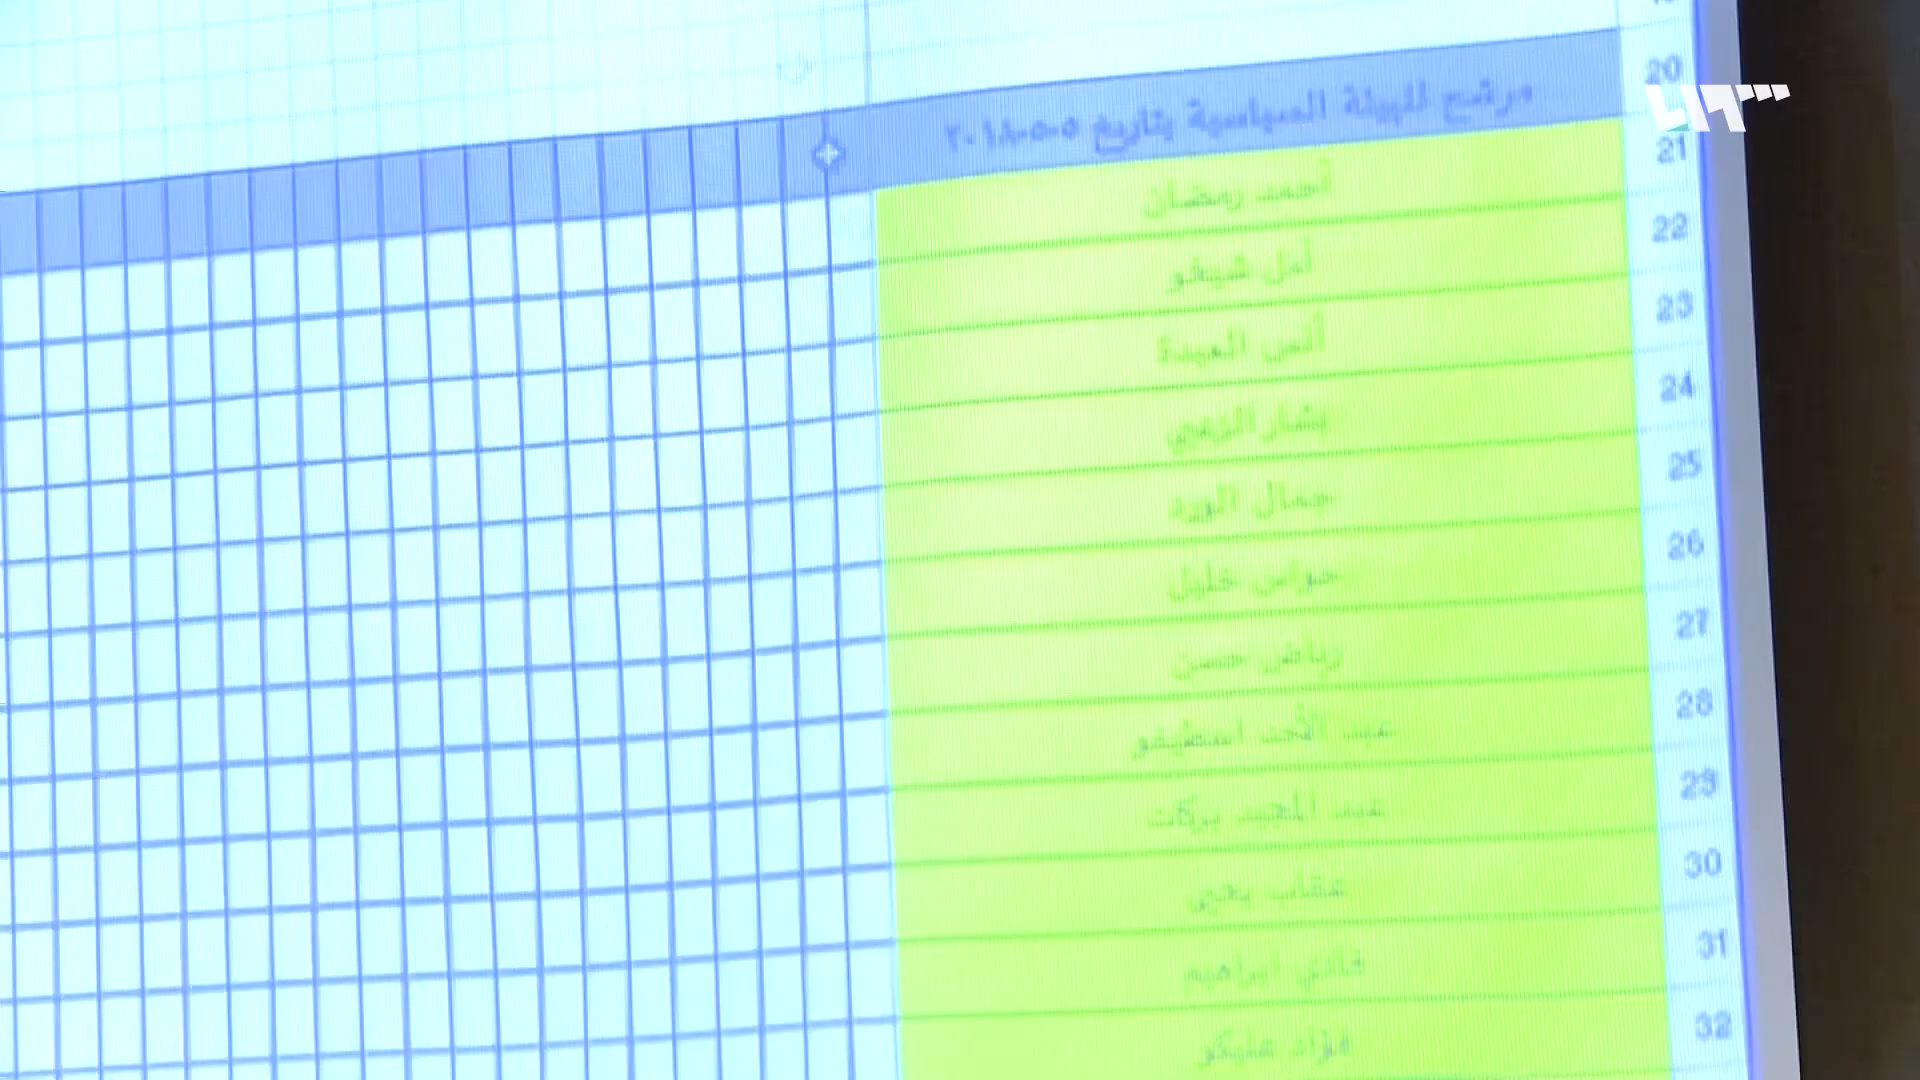 20
مرشح للهيئة السياسية بتاريخ ٥-٥-٢٠١٨
21
أحمد رمضان
22
أمل شيخو
23
أنس العبدة
24
بشار الزعبي
25
جمال الورد
26
حواس خليل
27
رياض حسن
28
عبد الأحد اسطيفو
29
عبد المجيد بركات
30
عقاب يحيى
31
فادي ابراهيم
32
فؤاد عليكو